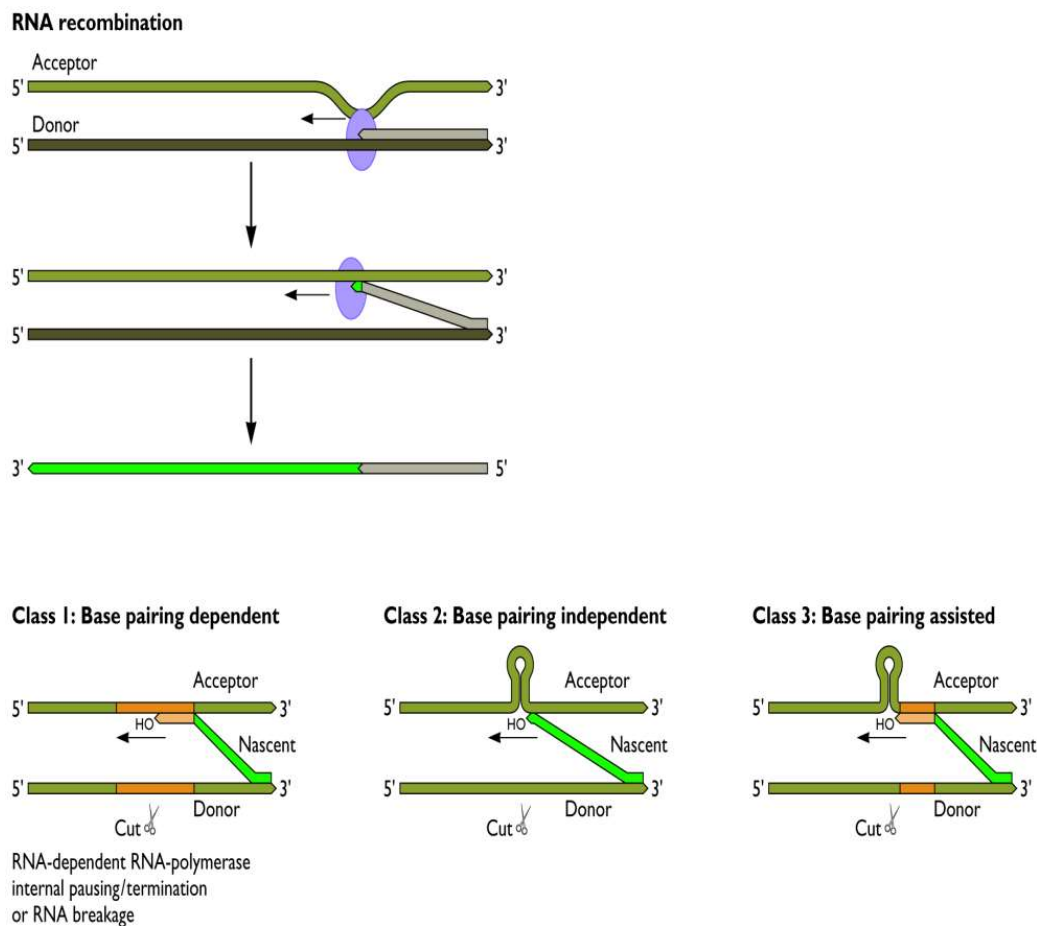 RNA recombination
Acceptor
5' 3'
Donor
5' 3'
5' 3'
5' 3'
3' 5'
Class 1: Base pairing dependent
Acceptor
5' 3'
HO
Nascent
5' 3'
Donor
Cut
RNA-dependent RNA-polymerase
internal pausing/termination
or RNA breakage
Class 2: Base pairing independent
Acceptor
5' 3'
HO
Nascent
5' 3'
Donor
Cut
Class 3: Base pairing assisted
Acceptor
5' 3'
HO
Nascent
5' 3'
Donor
Cut